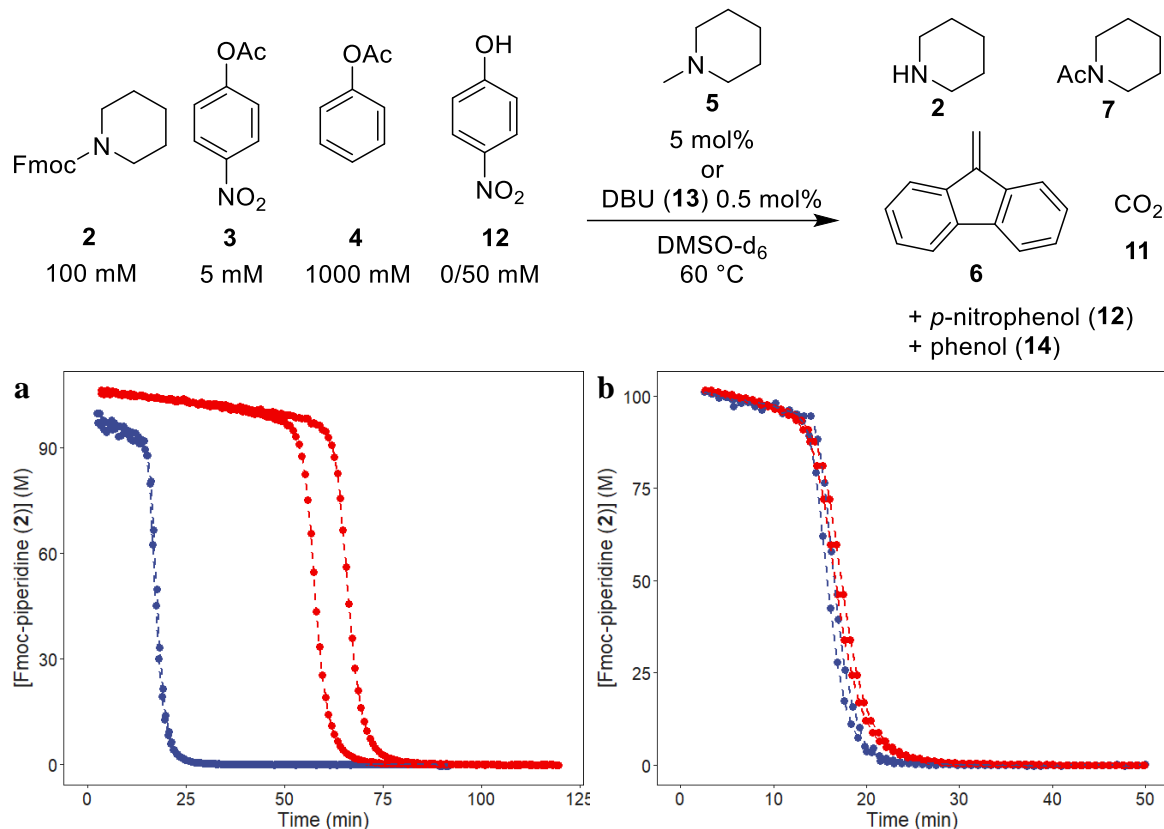 OAc
OAc
OH
N
Fmoc
NO2
NO2
2
3
4
12
100 mM
5 mM
1000 mM
0/50 mM
N
5
5 mol%
or
DBU (13) 0.5 mol%
DMSO-d6
60 °C
HN
2
AcN
7
6
CO2
11
+ p-nitrophenol (12)
+ phenol (14)
a
[Fmoc-piperidine (2)] (M)
90
60
30
0
0
25
50
75
100
125
Time (min)
b
[Fmoc-piperidine (2)] (M)
100
75
50
25
0
0
10
20
30
40
50
Time (min)